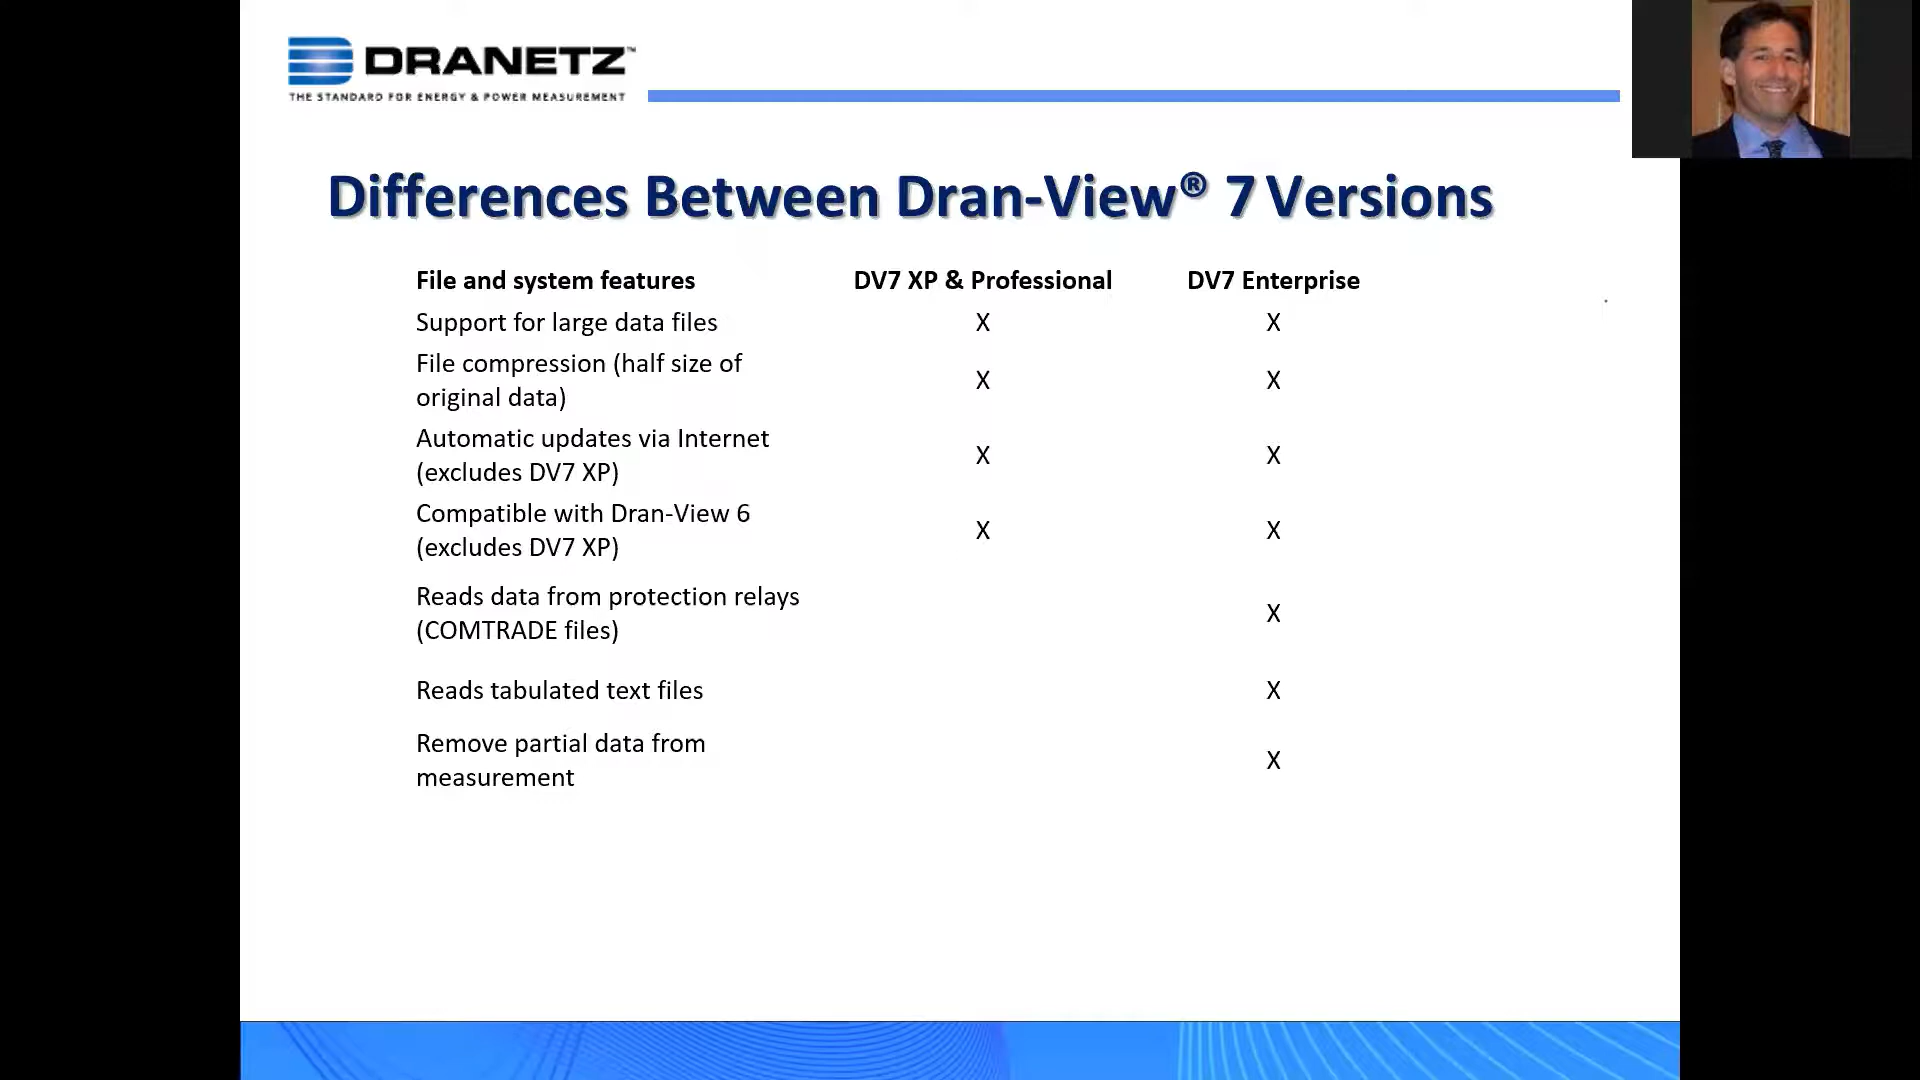 DRANETZ™
THE STANDARD FOR ENERGY & POWER MEASUREMENT
Differences Between Dran-View® 7 Versions
File and system features DV7 XP & Professional DV7 Enterprise
Support for large data files X X
File compression (half size of
original data) X X
Automatic updates via Internet
(excludes DV7 XP) X X
Compatible with Dran-View 6
(excludes DV7 XP) X X
Reads data from protection relays
(COMTRADE files) X
Reads tabulated text files X
Remove partial data from
measurement X